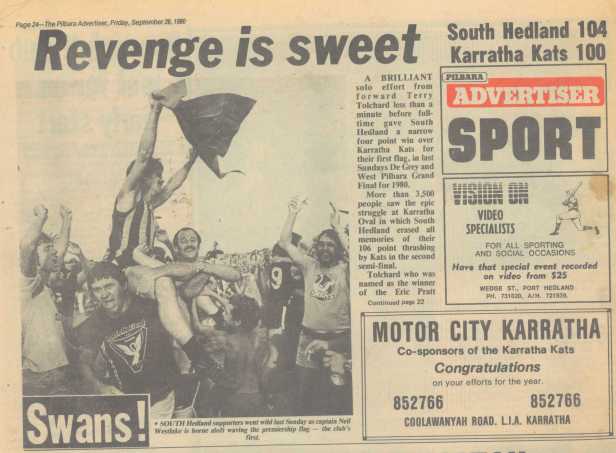 Page 24—The Pilbara Advertiser, Friday, September 26, 1980
Revenge is sweet
South Hedland 104
Karratha Kats 100
A BRILLIANT
solo effort from
forward Terry
Tolchard less than a
minute before full-
time gave South
Hedland a narrow
four point win over
Karratha Kats for
their first flag, in last
Sundays De Grey and
West Pilbara Grand
Final for 1980.
More than 3,500
people saw the epic
struggle at Karratha
Oval in which South
Hedland erased all
memories of their
106 point thrashing
by Kats in the second
semi-final.
Tolchard who was
named as the winner
of the Eric Pratt
Continued page 22
Swans!
• SOUTH Hedland supporters went wild last Sunday as captain Neil
Westlake is borne aloft waving the premiership flag — the club's
first.
9
PILBARA
ADVERTISER
SPORT
VISION ON
VIDEO
SPECIALISTS
FOR ALL SPORTING
AND SOCIAL OCCASIONS
Have that special event recorded
on video from $25
WEDGE ST., PORT HEDLAND
PH. 731020, A/H. 721939.
MOTOR CITY KARRATHA
Co-sponsors of the Karratha Kats
Congratulations
on your efforts for the year.
852766 852766
COOLAWANYAH ROAD. L.I.A. KARRATHA